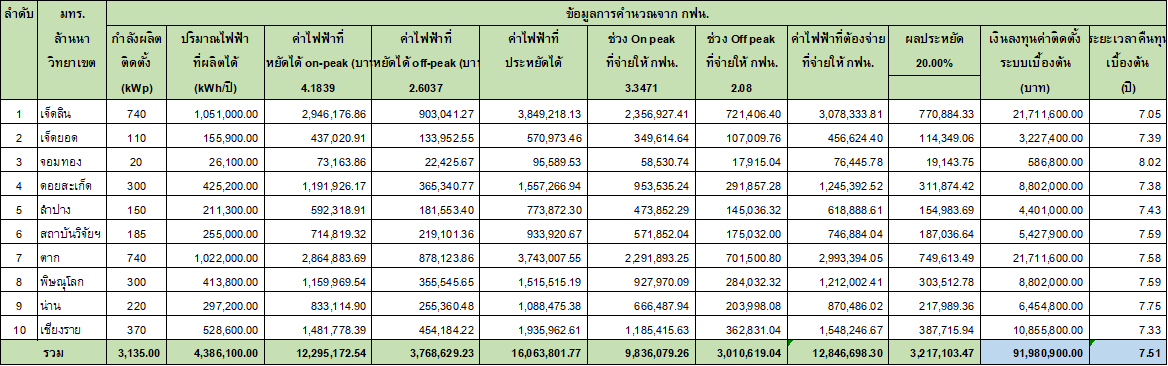 ลำดับ มทร. ล้านนา วิทยาเขต ข้อมูลการคำนวณจาก กฟน.
กำลังผลิตติดตั้ง (kWp) ปริมาณไฟฟ้าที่ผลิตได้ (kWh/ปี) ค่าไฟฟ้าที่ หยัดได้ on-peak (บาท 4.1839 ค่าไฟฟ้าที่ หยัดได้ off-peak (บาท 2.6037 ค่าไฟฟ้าที่ประหยัดได้ ช่วง On peak ที่จ่ายให้ กฟน. 3.3471 ช่วง Off peak ที่จ่ายให้ กฟน. 2.08 ค่าไฟฟ้าที่ต้องจ่ายที่จ่ายให้ กฟน. ผลประหยัด 20.00% เงินลงทุนค่าติดตั้งระบบเบื้องต้น (บาท) ระยะเวลาคืนทุนเบื้องต้น (ปี)
1 เจ็ดลิน 740 1,051,000.00 2,946,176.86 903,041.27 3,849,218.13 2,356,927.41 721,406.40 3,078,333.81 770,884.33 21,711,600.00 7.05
2 เจ็ดยอด 110 155,900.00 437,020.91 133,952.55 570,973.46 349,614.64 107,009.76 456,624.40 114,349.06 3,227,400.00 7.39
3 จอมทอง 20 26,100.00 73,163.86 22,425.67 95,589.53 58,530.74 17,915.04 76,445.78 19,143.75 586,800.00 8.02
4 ดอยสะเก็ด 300 425,200.00 1,191,926.17 365,340.77 1,557,266.94 953,535.24 291,857.28 1,245,392.52 311,874.42 8,802,000.00 7.38
5 ลำปาง 150 211,300.00 592,318.91 181,553.40 773,872.30 473,852.29 145,036.32 618,888.61 154,983.69 4,401,000.00 7.43
6 สถาบันวิจัยฯ 185 255,000.00 714,819.32 219,101.36 933,920.67 571,852.04 175,032.00 746,884.04 187,036.64 5,427,900.00 7.59
7 ตาก 740 1,022,000.00 2,864,883.69 878,123.86 3,743,007.55 2,291,893.25 701,500.80 2,993,394.05 749,613.49 21,711,600.00 7.58
8 พิษณุโลก 300 413,800.00 1,159,969.54 355,545.65 1,515,515.19 927,970.09 284,032.32 1,212,002.41 303,512.78 8,802,000.00 7.59
9 น่าน 220 297,200.00 833,114.90 255,360.48 1,088,475.38 666,487.94 203,998.08 870,486.02 217,989.36 6,454,800.00 7.75
10 เชียงราย 370 528,600.00 1,481,778.39 454,184.22 1,935,962.61 1,185,415.63 362,831.04 1,548,246.67 387,715.94 10,855,800.00 7.33
รวม 3,135.00 4,386,100.00 12,295,172.54 3,768,629.23 16,063,801.77 9,836,079.26 3,010,619.04 12,846,698.30 3,217,103.47 91,980,900.00 7.51